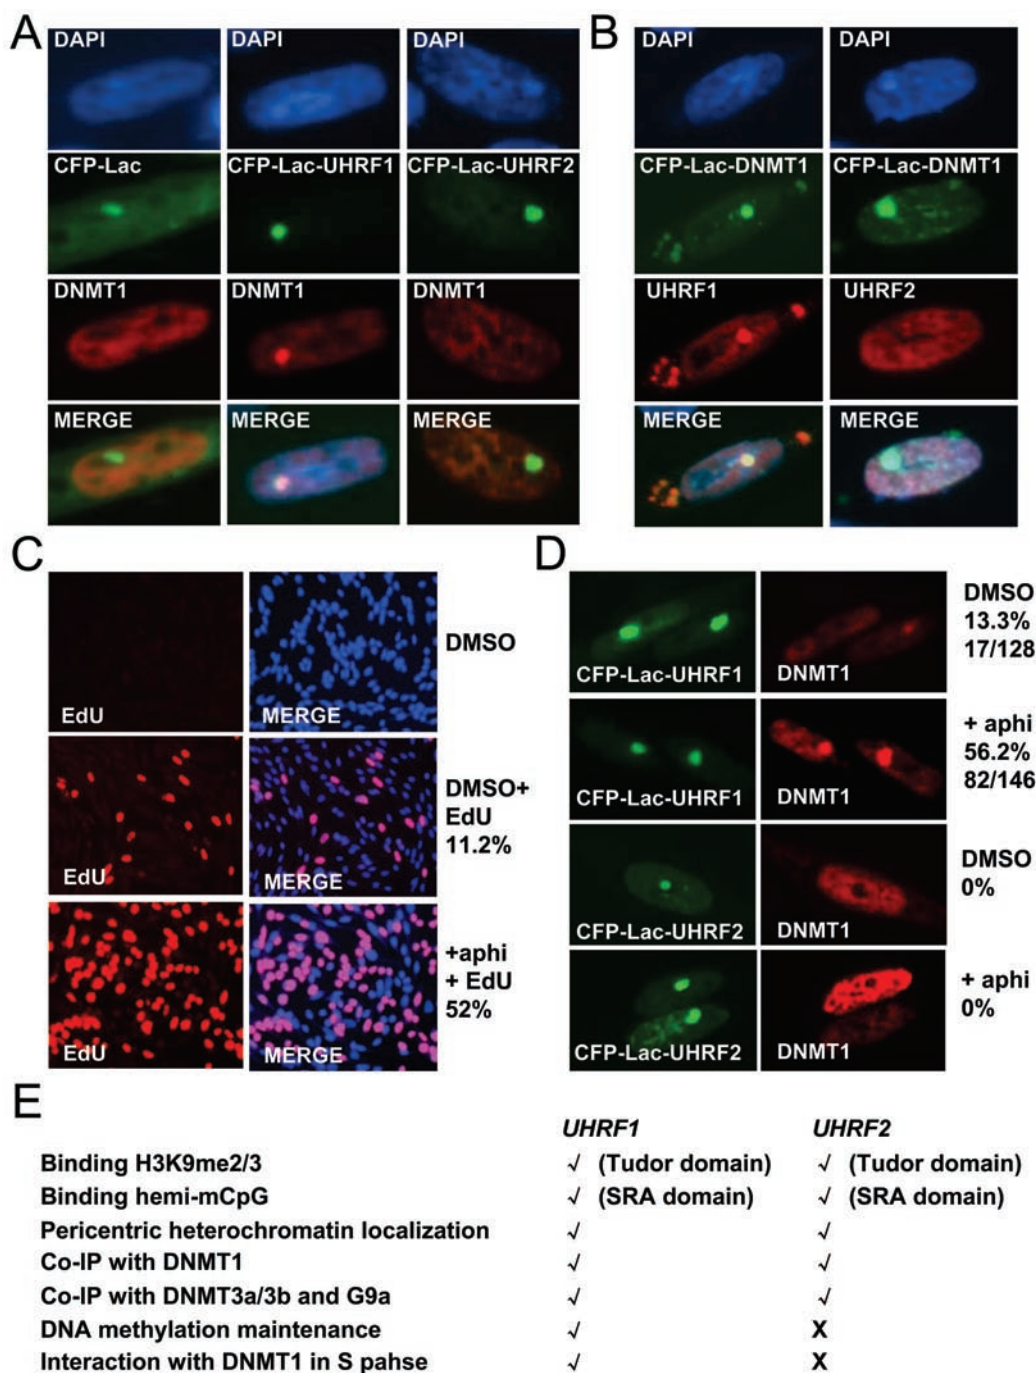 A
B
DAPI
DAPI
DAPI
DAPI
DAPI
CFP-Lac
CFP-Lac-UHRF1
CFP-Lac-UHRF2
CFP-Lac-DNMT1
CFP-Lac-DNMT1
DNMT1
DNMT1
DNMT1
UHRF1
UHRF2
MERGE
MERGE
MERGE
MERGE
MERGE
C
EdU
MERGE
DMSO
EdU
MERGE
DMSO+
EdU
11.2%
EdU
MERGE
+aphi
+ EdU
52%
D
CFP-Lac-UHRF1
DNMT1
DMSO
13.3%
17/128
CFP-Lac-UHRF1
DNMT1
+ aphi
56.2%
82/146
CFP-Lac-UHRF2
DNMT1
DMSO
0%
CFP-Lac-UHRF2
DNMT1
+ aphi
0%
E
UHRF1 UHRF2
Binding H3K9me2/3 √ (Tudor domain) √ (Tudor domain)
Binding hemi-mCpG √ (SRA domain) √ (SRA domain)
Pericentric heterochromatin localization √ √
Co-IP with DNMT1 √ √
Co-IP with DNMT3a/3b and G9a √ √
DNA methylation maintenance √ X
Interaction with DNMT1 in S pahse √ X